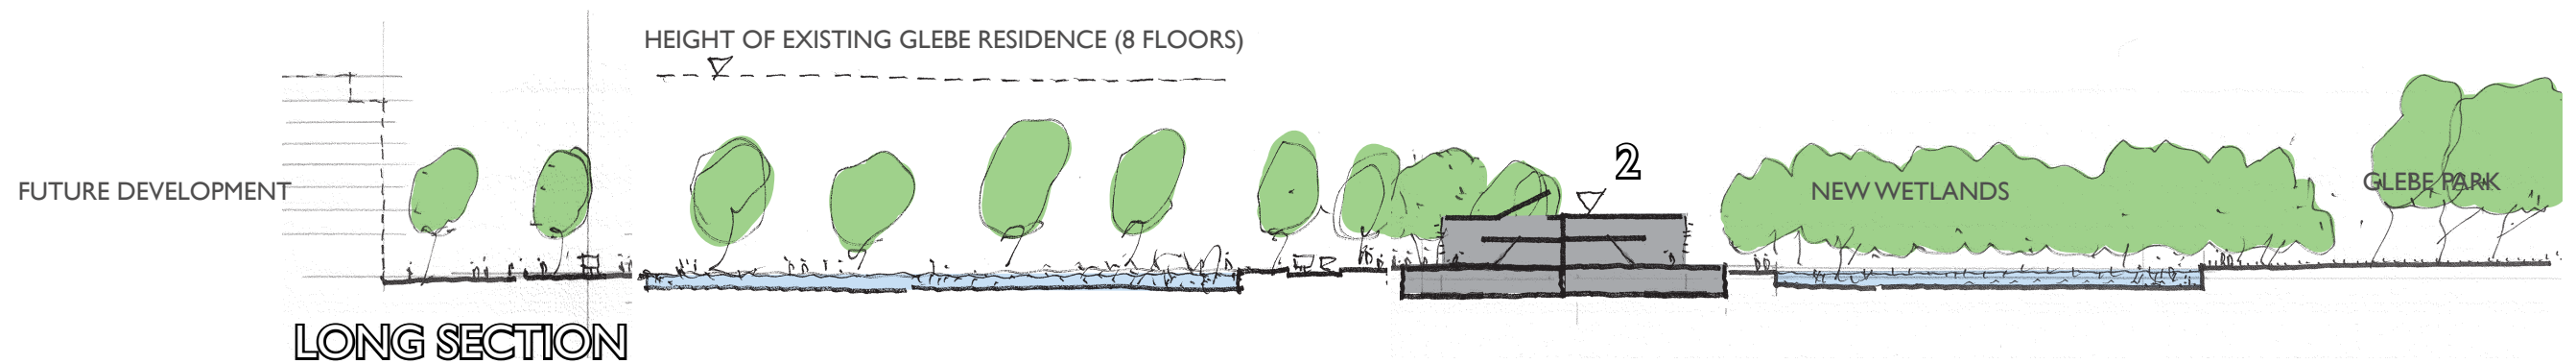 HEIGHT OF EXISTING GLEBE RESIDENCE (8 FLOORS)
2
FUTURE DEVELOPMENT
NEW WETLANDS
GLEBE PARK
LONG SECTION